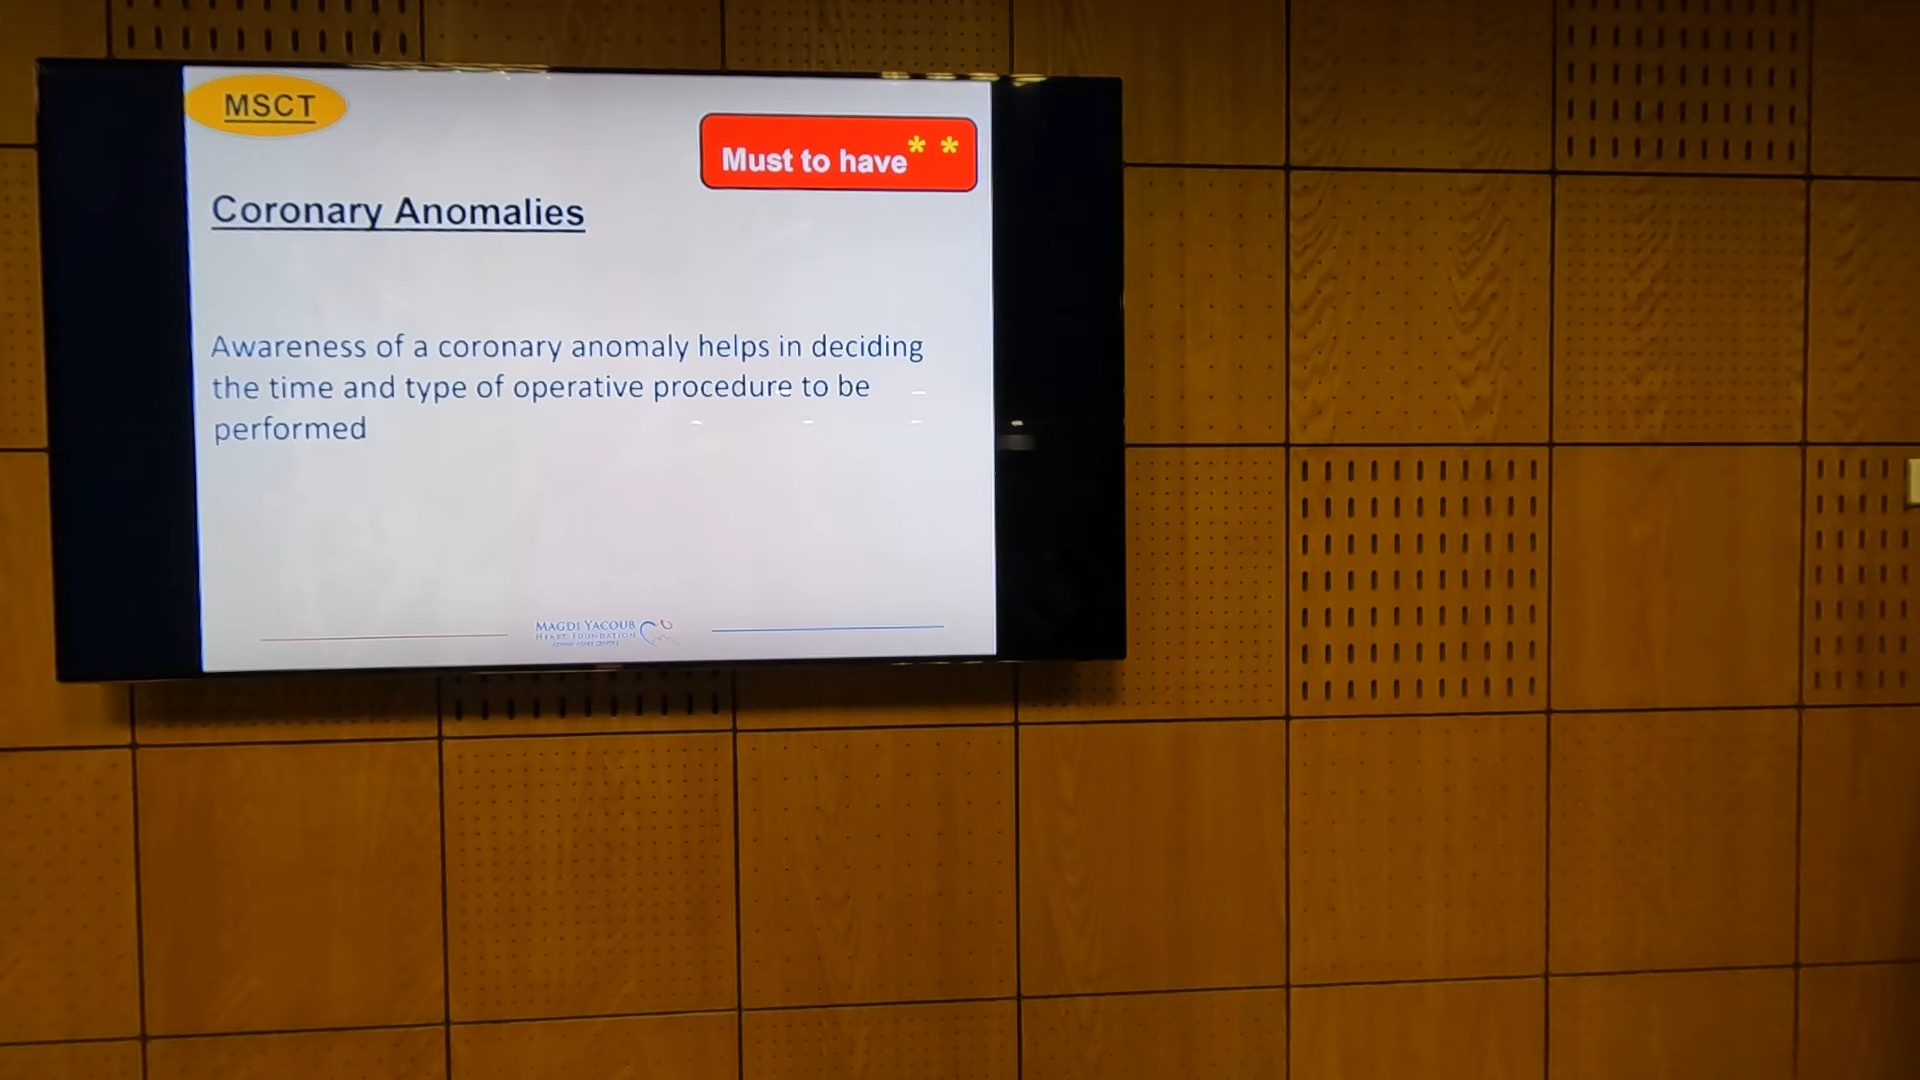 MSCT
Must to have* *
Coronary Anomalies
Awareness of a coronary anomaly helps in deciding
the time and type of operative procedure to be
performed
MAGDI YACOUB
HEART FOUNDATION